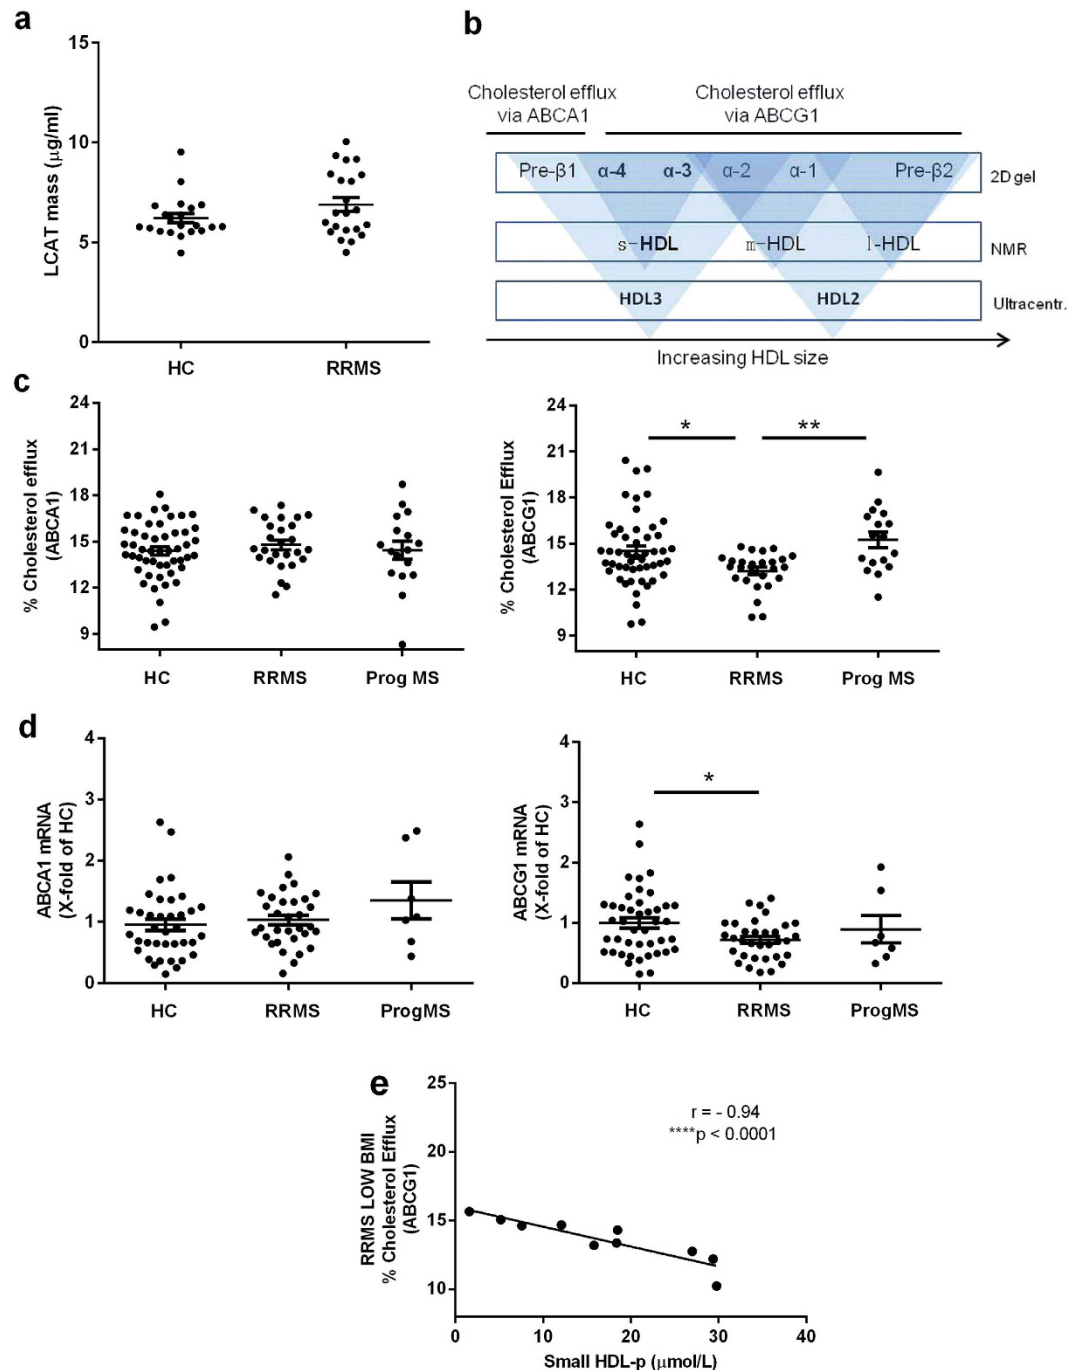 a
15
10
5
0
LCAT mass (µg/ml)
HC
RRMS
b
Cholesterol efflux
via ABCA1
Cholesterol efflux
via ABCG1
Pre-β1 α-4 α-3 α-2 α-1 Pre-β2
2D gel
s-HDL m-HDL l-HDL
NMR
HDL3 HDL2
Ultracentr.
Increasing HDL size
c
24
21
18
15
12
9
% Cholesterol efflux
(ABCA1)
HC
RRMS
Prog MS
24
21
18
15
12
9
% Cholesterol Efflux
(ABCG1)
* **
HC
RRMS
Prog MS
d
4
3
2
1
0
ABCA1 mRNA
(X-fold of HC)
HC
RRMS
ProgMS
4
3
2
1
0
ABCG1 mRNA
(X-fold of HC)
*
HC
RRMS
ProgMS
e
25
20
15
10
RRMS LOW BMI
% Cholesterol Efflux
(ABCG1)
r = - 0.94
****p < 0.0001
0 10 20 30 40
Small HDL-p (µmol/L)